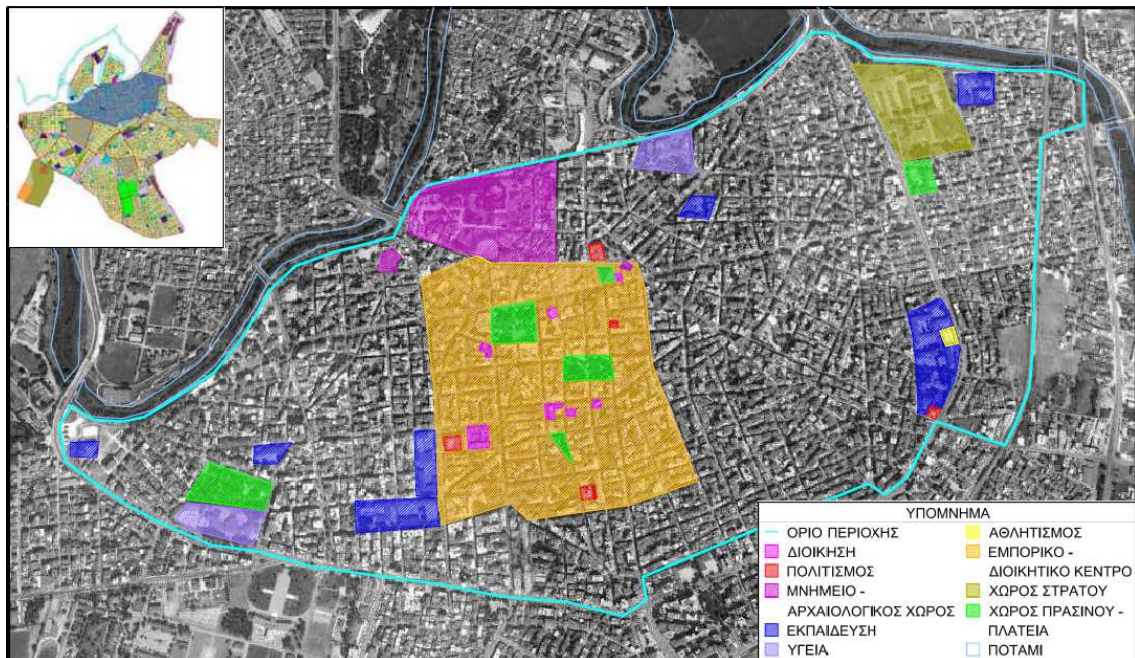 ΥΠΟΜΝΗΜΑ
ΟΡΙΟ ΠΕΡΙΟΧΗΣ
ΔΙΟΙΚΗΣΗ
ΠΟΛΙΤΙΣΜΟΣ
ΜΝΗΜΕΙΟ -
ΑΡΧΑΙΟΛΟΓΙΚΟΣ ΧΩΡΟΣ
ΕΚΠΑΙΔΕΥΣΗ
ΥΓΕΙΑ
ΑΘΛΗΤΙΣΜΟΣ
ΕΜΠΟΡΙΚΟ -
ΔΙΟΙΚΗΤΙΚΟ ΚΕΝΤΡΟ
ΧΩΡΟΣ ΣΤΡΑΤΟΥ
ΧΩΡΟΣ ΠΡΑΣΙΝΟΥ -
ΠΛΑΤΕΙΑ
ΠΟΤΑΜΙ